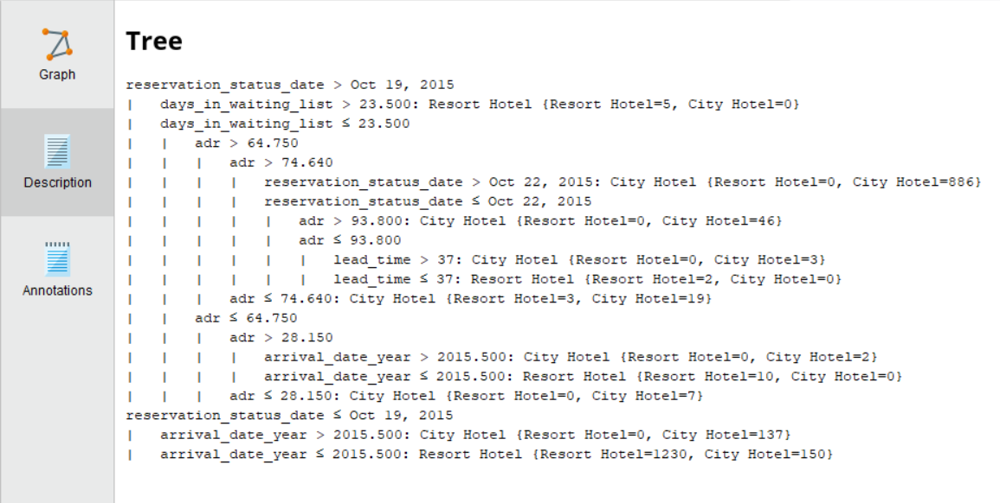 Graph
Description
Annotations
Tree
reservation_status_date > Oct 19, 2015
|   days_in_waiting_list > 23.500: Resort Hotel {Resort Hotel=5, City Hotel=0}
|   days_in_waiting_list ≤ 23.500
|   |   adr > 64.750
|   |   |   adr > 74.640
|   |   |   |   reservation_status_date > Oct 22, 2015: City Hotel {Resort Hotel=0, City Hotel=886}
|   |   |   |   reservation_status_date ≤ Oct 22, 2015
|   |   |   |   |   adr > 93.800: City Hotel {Resort Hotel=0, City Hotel=46}
|   |   |   |   |   adr ≤ 93.800
|   |   |   |   |   |   lead_time > 37: City Hotel {Resort Hotel=0, City Hotel=3}
|   |   |   |   |   |   lead_time ≤ 37: Resort Hotel {Resort Hotel=2, City Hotel=0}
|   |   |   adr ≤ 74.640: City Hotel {Resort Hotel=3, City Hotel=19}
|   |   adr ≤ 64.750
|   |   |   adr > 28.150
|   |   |   |   arrival_date_year > 2015.500: City Hotel {Resort Hotel=0, City Hotel=2}
|   |   |   |   arrival_date_year ≤ 2015.500: Resort Hotel {Resort Hotel=10, City Hotel=0}
|   |   |   adr ≤ 28.150: City Hotel {Resort Hotel=0, City Hotel=7}
reservation_status_date ≤ Oct 19, 2015
|   arrival_date_year > 2015.500: City Hotel {Resort Hotel=0, City Hotel=137}
|   arrival_date_year ≤ 2015.500: Resort Hotel {Resort Hotel=1230, City Hotel=150}